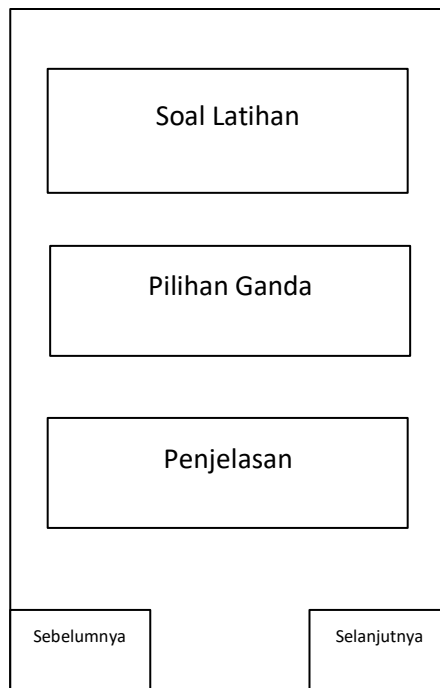 Soal Latihan
Pilihan Ganda
Penjelasan
Sebelumnya
Selanjutnya